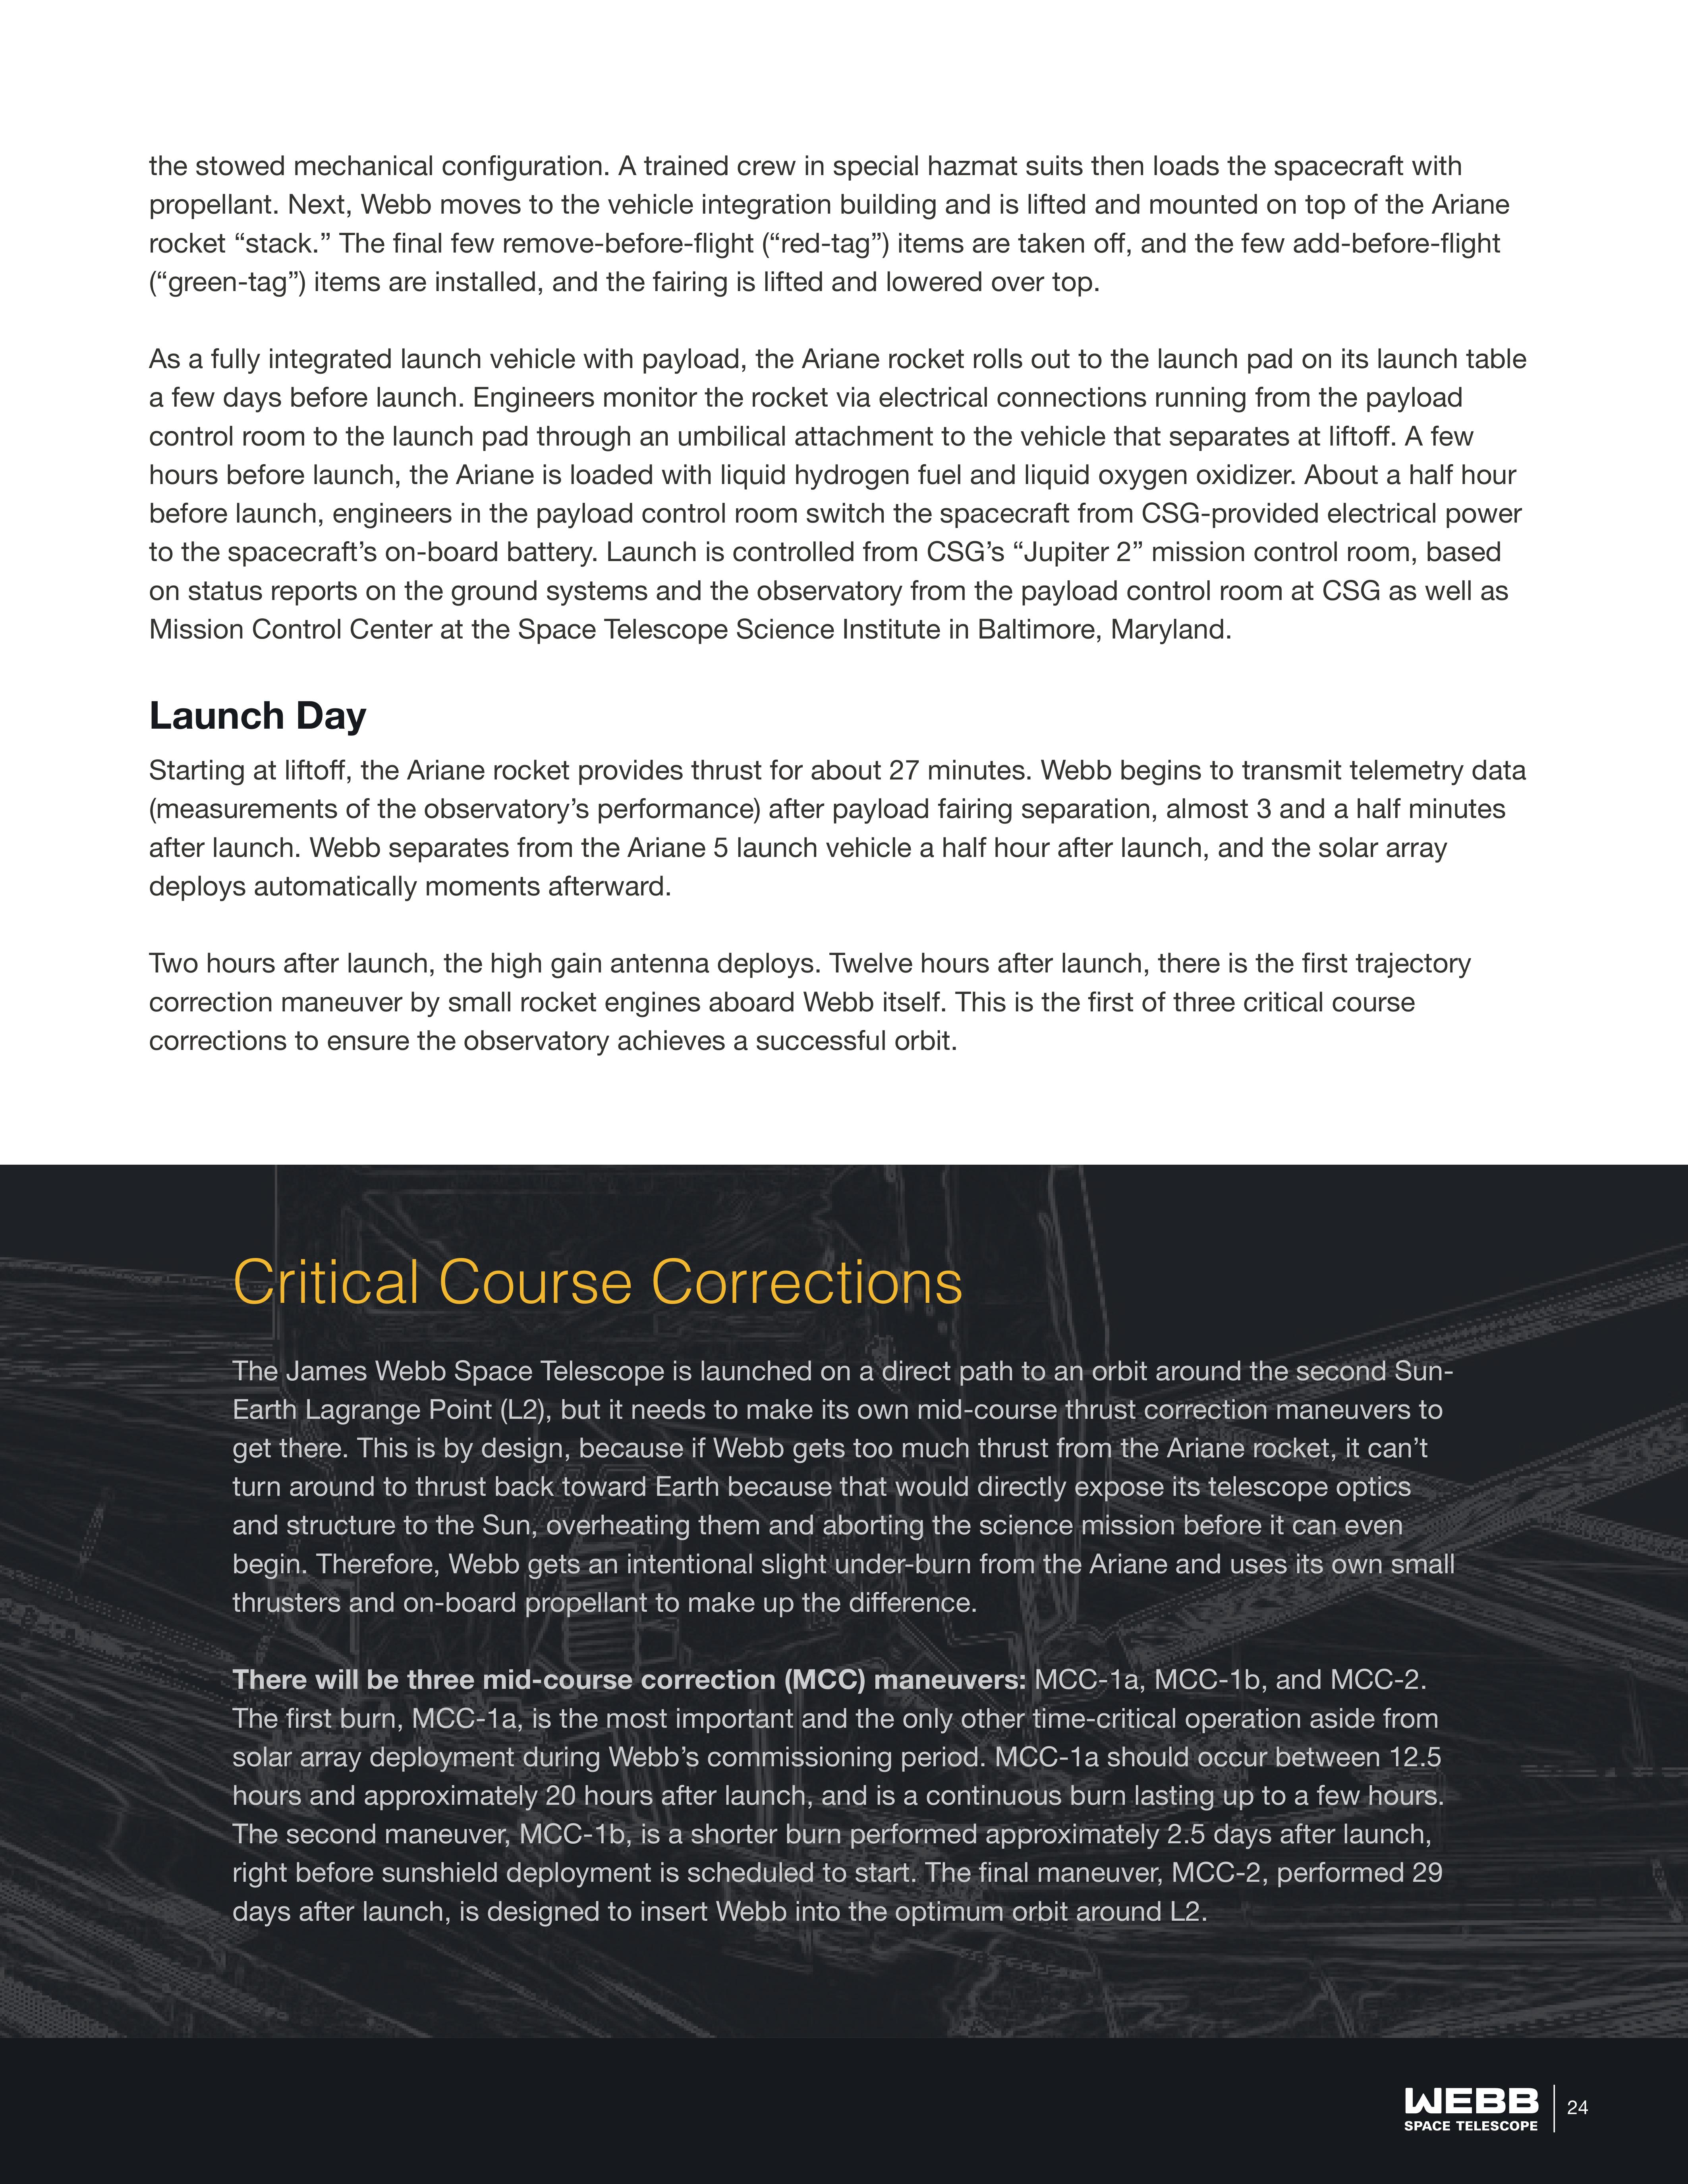 the stowed mechanical configuration. A trained crew in special hazmat suits then loads the spacecraft with
propellant. Next, Webb moves to the vehicle integration building and is lifted and mounted on top of the Ariane
rocket “stack.” The final few remove-before-flight (“red-tag”) items are taken off, and the few add-before-flight
(“green-tag”) items are installed, and the fairing is lifted and lowered over top.
As a fully integrated launch vehicle with payload, the Ariane rocket rolls out to the launch pad on its launch table
a few days before launch. Engineers monitor the rocket via electrical connections running from the payload
control room to the launch pad through an umbilical attachment to the vehicle that separates at liftoff. A few
hours before launch, the Ariane is loaded with liquid hydrogen fuel and liquid oxygen oxidizer. About a half hour
before launch, engineers in the payload control room switch the spacecraft from CSG-provided electrical power
to the spacecraft’s on-board battery. Launch is controlled from CSG’s “Jupiter 2” mission control room, based
on status reports on the ground systems and the observatory from the payload control room at CSG as well as
Mission Control Center at the Space Telescope Science Institute in Baltimore, Maryland.
Launch Day
Starting at liftoff, the Ariane rocket provides thrust for about 27 minutes. Webb begins to transmit telemetry data
(measurements of the observatory’s performance) after payload fairing separation, almost 3 and a half minutes
after launch. Webb separates from the Ariane 5 launch vehicle a half hour after launch, and the solar array
deploys automatically moments afterward.
Two hours after launch, the high gain antenna deploys. Twelve hours after launch, there is the first trajectory
correction maneuver by small rocket engines aboard Webb itself. This is the first of three critical course
corrections to ensure the observatory achieves a successful orbit.
Critical Course Corrections
The James Webb Space Telescope is launched on a direct path to an orbit around the second Sun-
Earth Lagrange Point (L2), but it needs to make its own mid-course thrust correction maneuvers to
get there. This is by design, because if Webb gets too much thrust from the Ariane rocket, it can’t
turn around to thrust back toward Earth because that would directly expose its telescope optics
and structure to the Sun, overheating them and aborting the science mission before it can even
begin. Therefore, Webb gets an intentional slight under-burn from the Ariane and uses its own small
thrusters and on-board propellant to make up the difference.
There will be three mid-course correction (MCC) maneuvers: MCC-1a, MCC-1b, and MCC-2.
The first burn, MCC-1a, is the most important and the only other time-critical operation aside from
solar array deployment during Webb’s commissioning period. MCC-1a should occur between 12.5
hours and approximately 20 hours after launch, and is a continuous burn lasting up to a few hours.
The second maneuver, MCC-1b, is a shorter burn performed approximately 2.5 days after launch,
right before sunshield deployment is scheduled to start. The final maneuver, MCC-2, performed 29
days after launch, is designed to insert Webb into the optimum orbit around L2.
WEBB
SPACE TELESCOPE
24